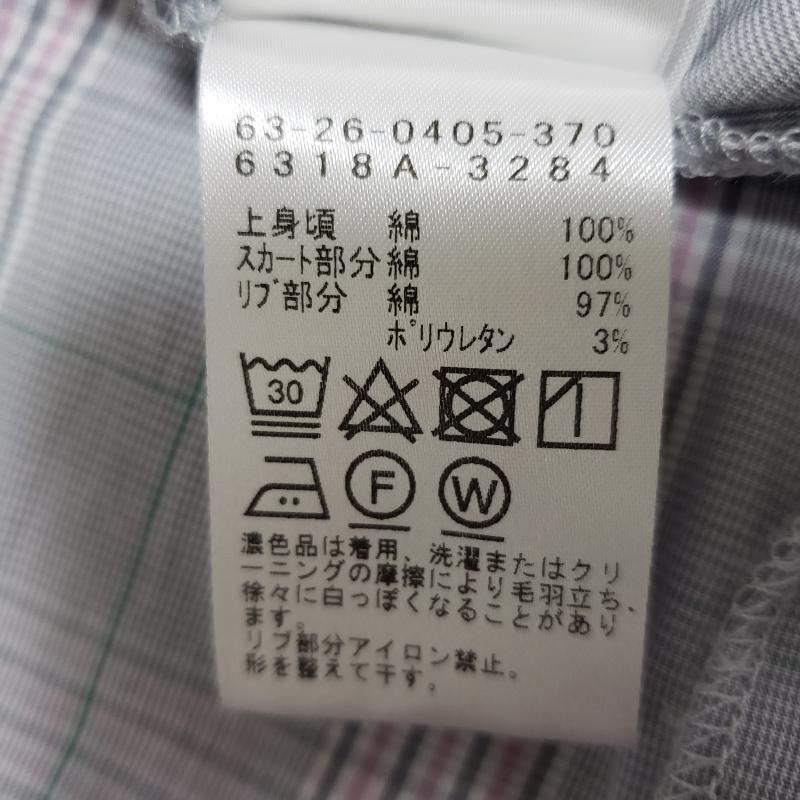 63-26-0405-370
6318A-3284
上身頃 綿 100%
スカート部分 綿 100%
リブ部分 綿 97%
ポリウレタン 3%
30
F W
濃色品は着用、洗濯またはクリ
ーニングの摩擦により毛羽立ち、
徐々に白っぽくなることがあり
ます。
リブ部分アイロン禁止。
形を整えて干す。